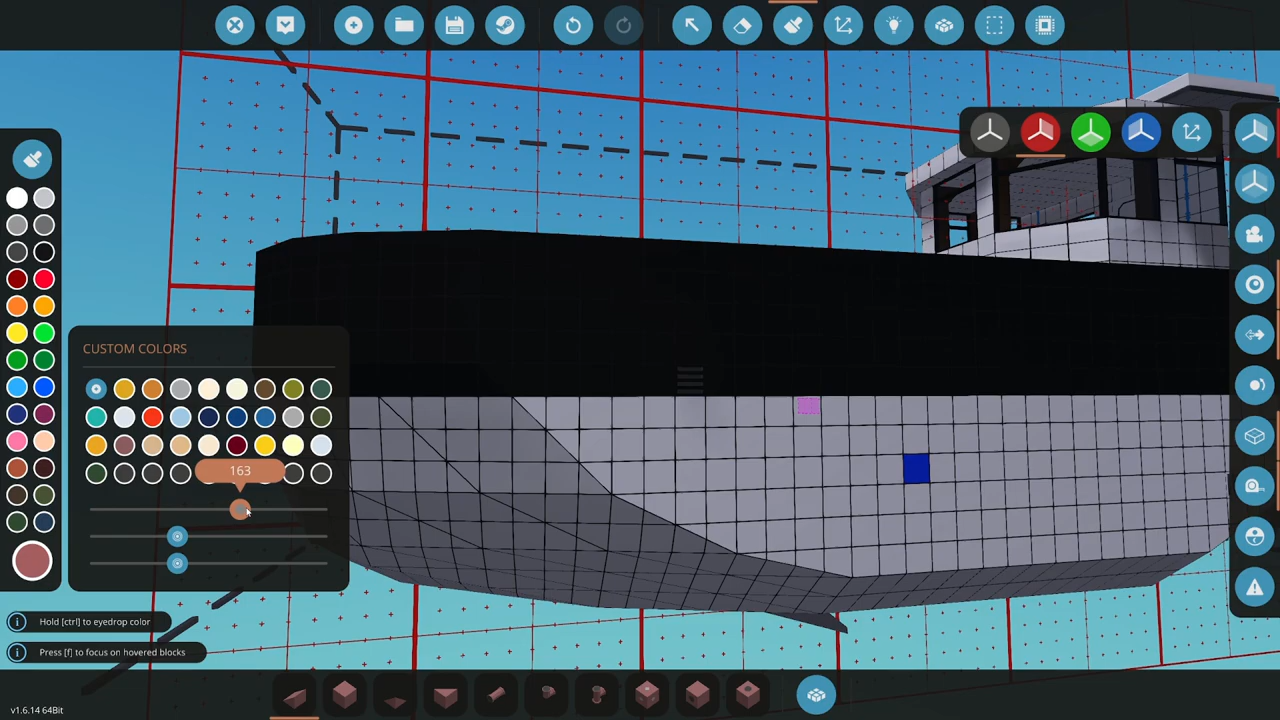 CUSTOM COLORS
163
Hold [ctrl] to eyedrop color
Press [f] to focus on hovered blocks
v1.6.14 64Bit